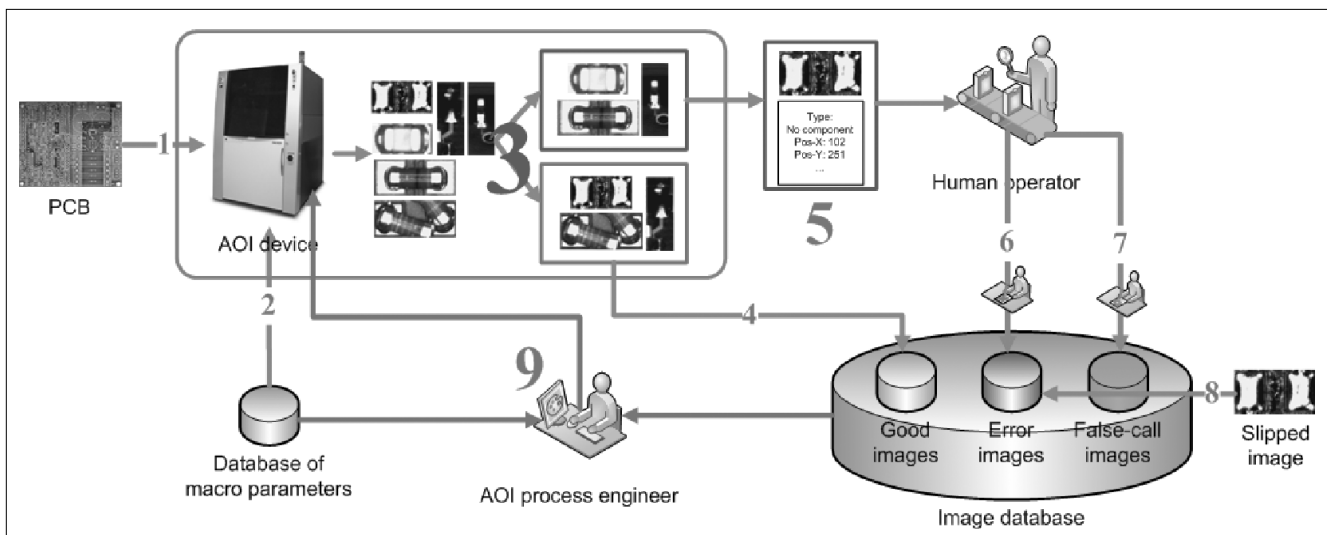 PCB
1
AOI device
2
3
4
Type:
No component
Pos-X: 102
Pos-Y: 251
...
5
Human operator
6
7
8
9
Database of
macro parameters
AOI process engineer
Good
images
Error
images
False-call
images
Image database
Slipped
image